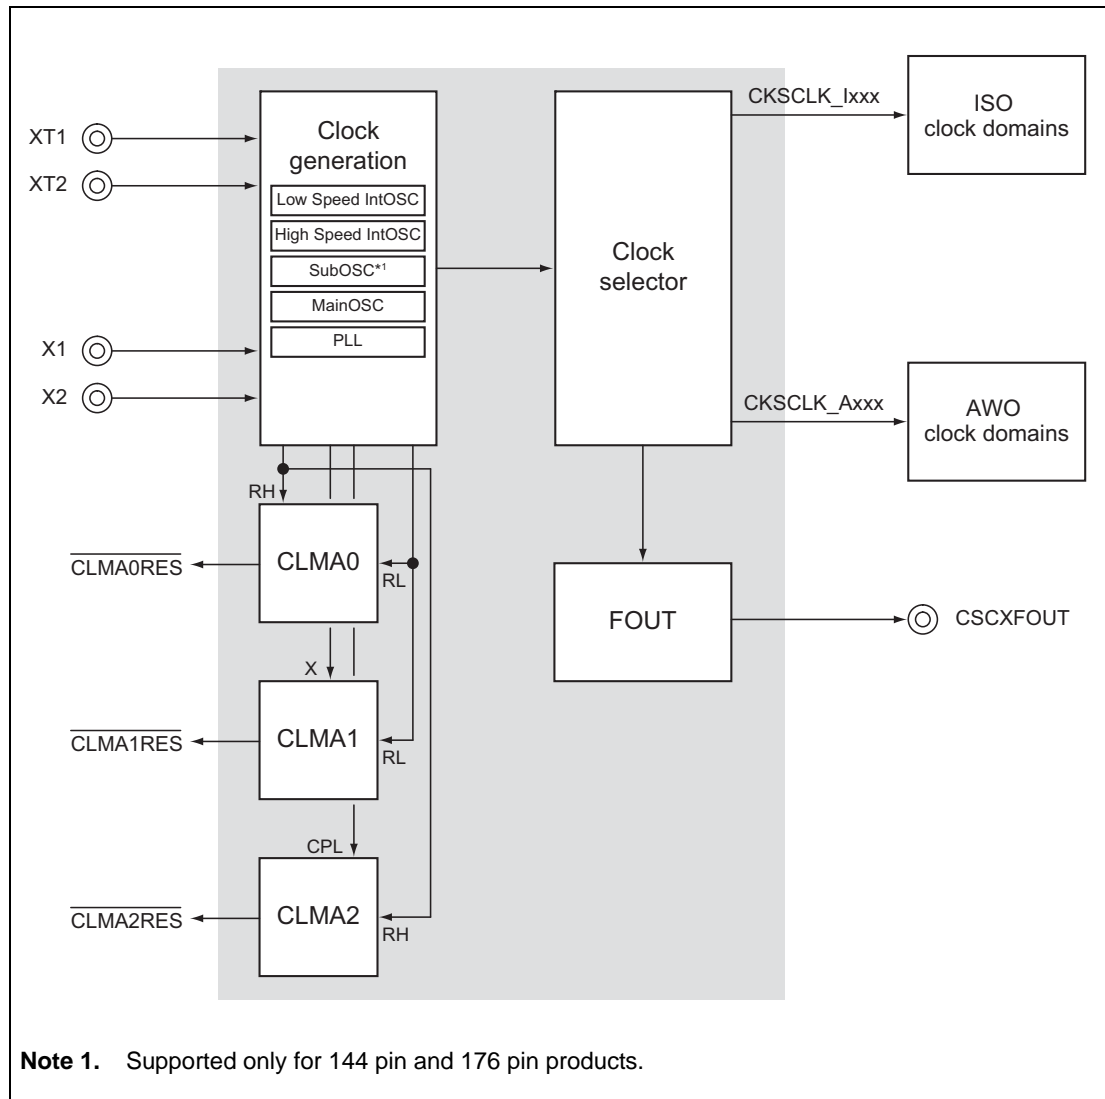 XT1
XT2
X1
X2
Clock
generation
Low Speed IntOSC
High Speed IntOSC
SubOSC*1
MainOSC
PLL
Clock
selector
CKSCLK_Ixxx
ISO
clock domains
CKSCLK_Axxx
AWO
clock domains
RH
CLMA0
RL
CLMA0RES
X
CLMA1
RL
CLMA1RES
CPL
CLMA2
RH
CLMA2RES
FOUT
CSCXFOUT
Note 1. Supported only for 144 pin and 176 pin products.